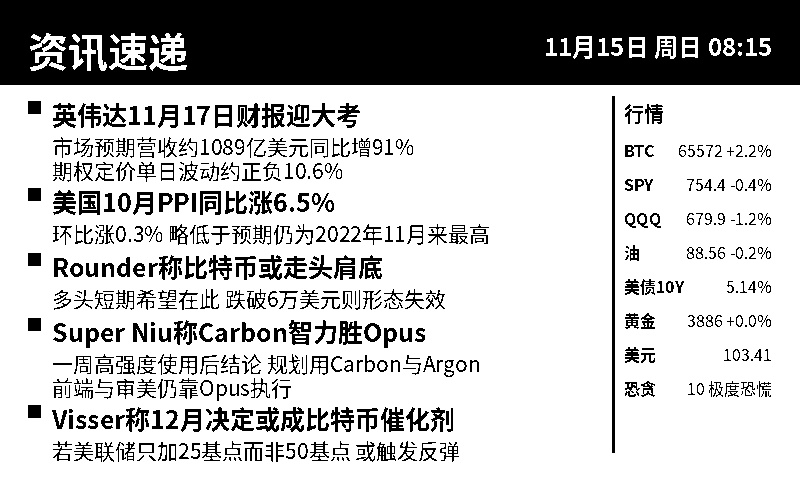 资讯速递
11月15日 周日 08:15
英伟达11月17日财报迎大考
市场预期营收约1089亿美元同比增91%
期权定价单日波动约正负10.6%
美国10月PPI同比涨6.5%
环比涨0.3% 略低于预期仍为2022年11月来最高
Rounder称比特币或走头肩底
多头短期希望在此 跌破6万美元则形态失效
Super Niu称Carbon智力胜Opus
一周高强度使用后结论 规划用Carbon与Argon
前端与审美仍靠Opus执行
Visser称12月决定或成比特币催化剂
若美联储只加25基点而非50基点 或触发反弹
行情
BTC 65572 +2.2%
SPY 754.4 -0.4%
QQQ 679.9 -1.2%
油 88.56 -0.2%
美债10Y 5.14%
黄金 3886 +0.0%
美元 103.41
恐贪 10 极度恐慌